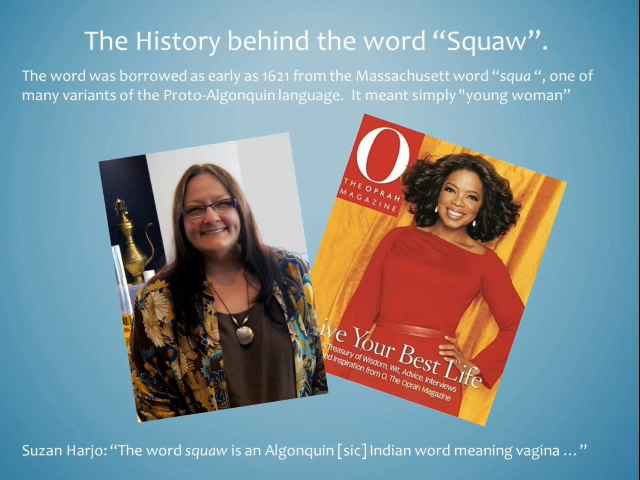 The History behind the word “Squaw”.
The word was borrowed as early as 1621 from the Massachusett word “squa “, one of
many variants of the Proto-Algonquin language. It meant simply "young woman”
O
THE OPRAH
MAGAZINE
ive Your Best Life
A Treasury of Wisdom, Wit, Advice, Interviews
and Inspiration from O, The Oprah Magazine
Suzan Harjo: “The word squaw is an Algonquin [sic] Indian word meaning vagina …”